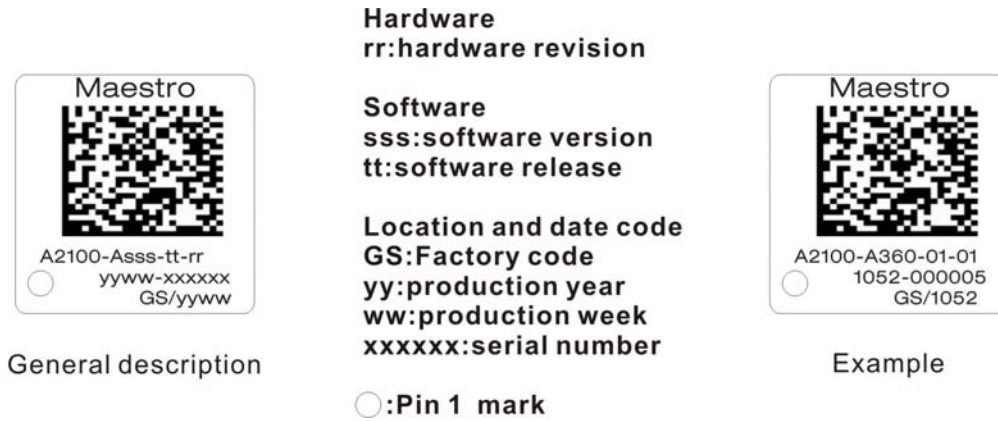 Maestro
A2100-Asss-tt-rr
yyww-xxxxxx
GS/yyww
General description
Hardware
rr:hardware revision
Software
sss:software version
tt:software release
Location and date code
GS:Factory code
yy:production year
ww:production week
xxxxxx:serial number
:Pin 1 mark
Maestro
A2100-A360-01-01
1052-000005
GS/1052
Example